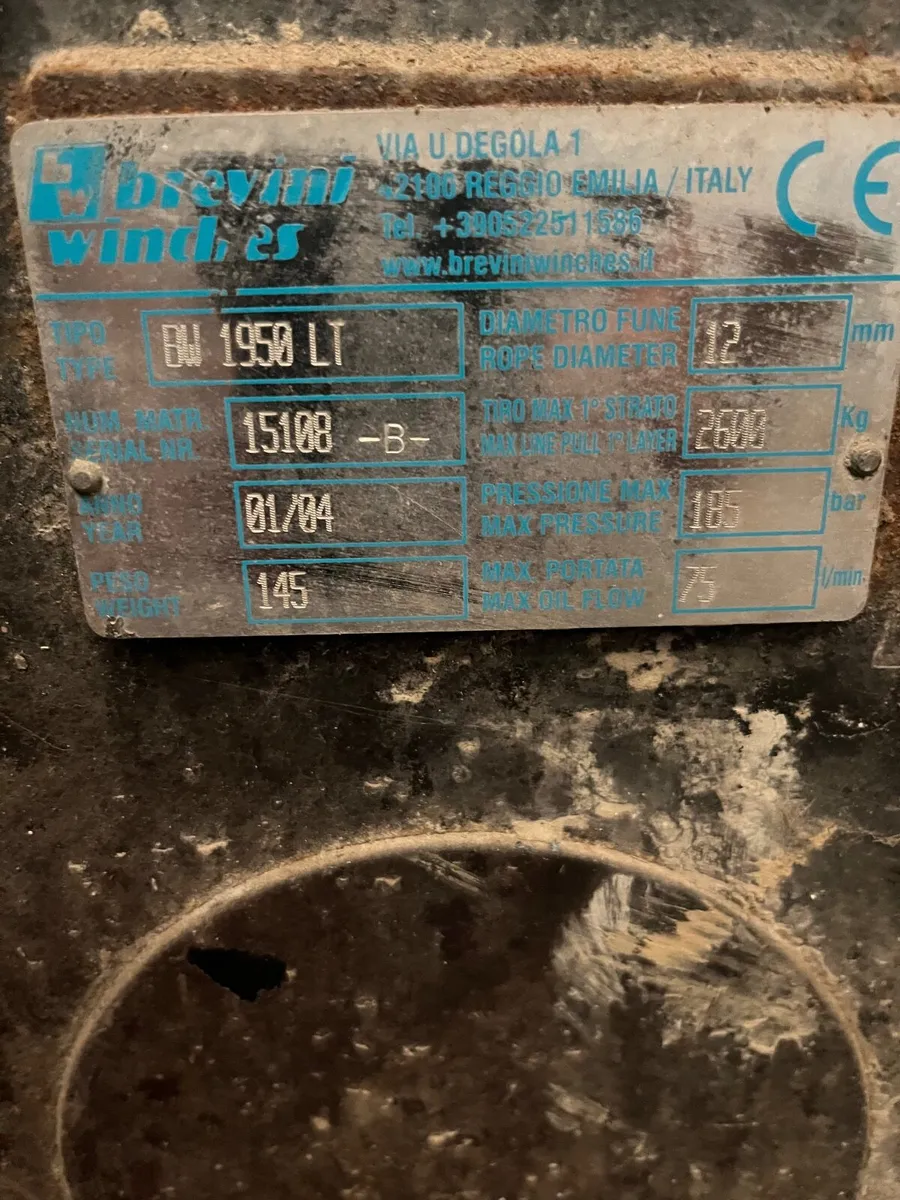 brevini
winches
VIA U. DEGOLA 1
42100 REGGIO EMILIA / ITALY
Tel. +390522511586
www.breviniwinches.it
CE
TIPO
TYPE
BW 1950 LT
DIAMETRO FUNE
ROPE DIAMETER
12 mm
NUM. MATR.
SERIAL NR.
15108 -B-
TIRO MAX 1° STRATO
MAX LINE PULL 1° LAYER
2600 Kg
ANNO
YEAR
01/04
PRESSIONE MAX
MAX PRESSURE
185 bar
PESO
WEIGHT
145
MAX PORTATA
MAX OIL FLOW
75 l/min.